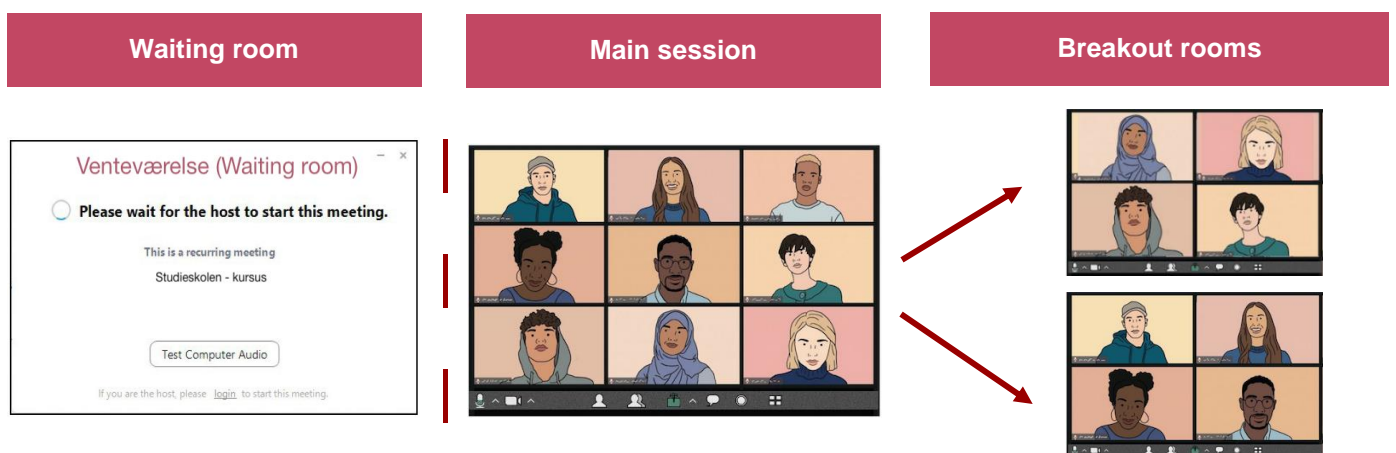 Waiting room
Main session
Breakout rooms
Venteværelse (Waiting room)
Please wait for the host to start this meeting.
This is a recurring meeting
Studieskolen - kursus
Test Computer Audio
If you are the host, please login to start this meeting.